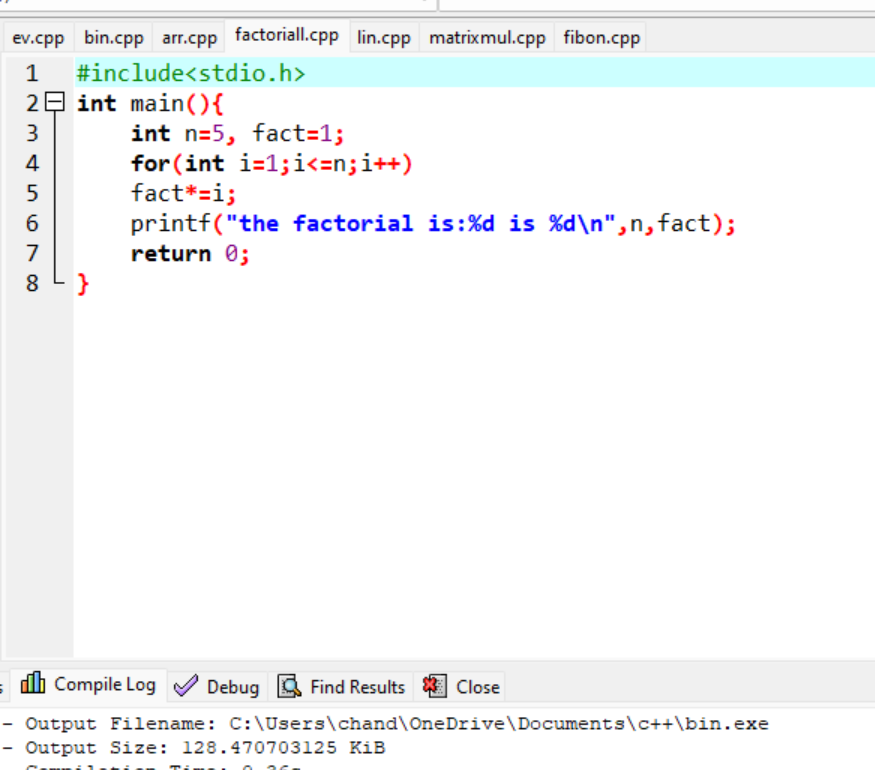 ev.cpp bin.cpp arr.cpp factoriall.cpp lin.cpp matrixmul.cpp fibon.cpp
1 #include<stdio.h>
2 int main(){
3 int n=5, fact=1;
4 for(int i=1;i<=n;i++)
5 fact*=i;
6 printf("the factorial is:%d is %d\n",n,fact);
7 return 0;
8 }
Compile Log Debug Find Results Close
- Output Filename: C:\Users\chand\OneDrive\Documents\c++\bin.exe
- Output Size: 128.470703125 KiB